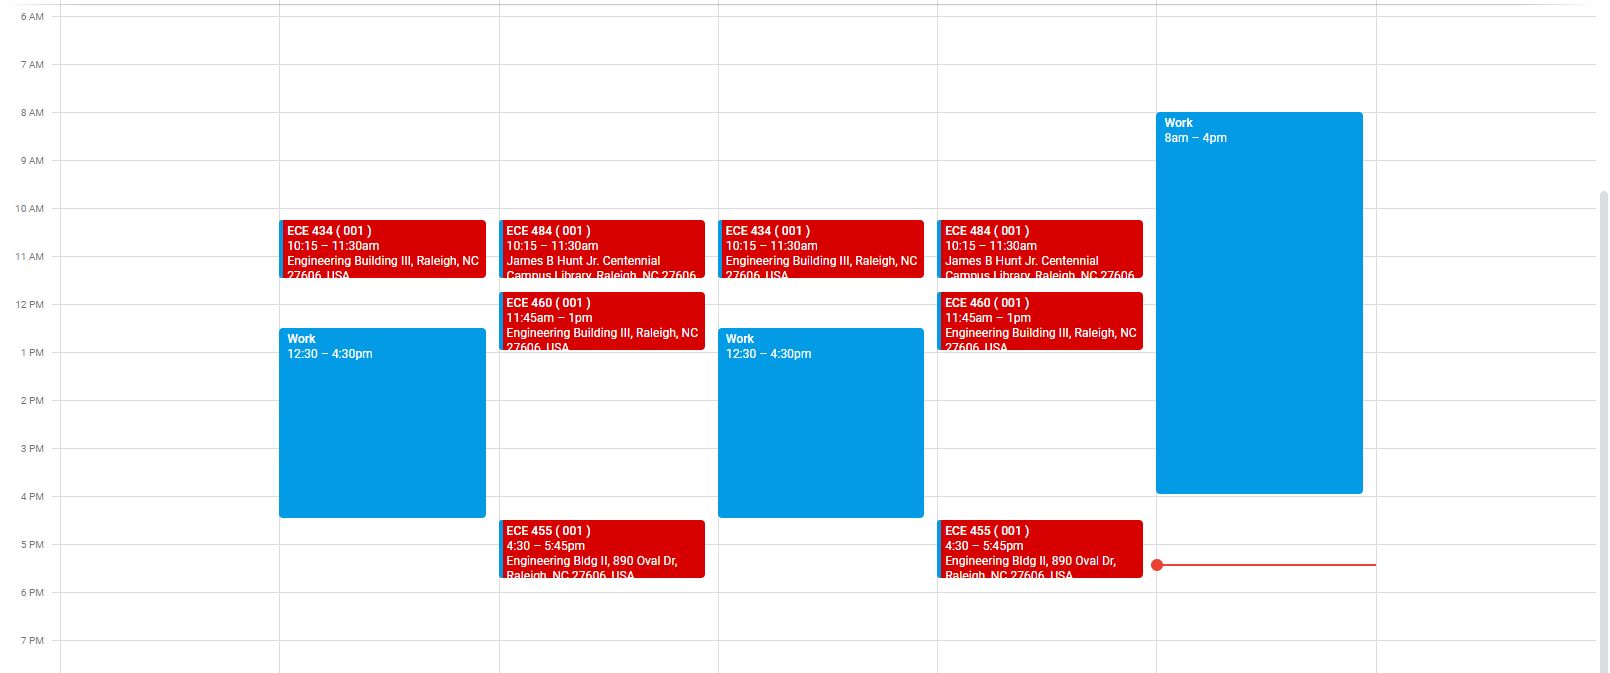 6 AM
7 AM
8 AM
9 AM
10 AM
11 AM
12 PM
1 PM
2 PM
3 PM
4 PM
5 PM
6 PM
7 PM
ECE 434 ( 001 )
10:15 – 11:30am
Engineering Building III, Raleigh, NC
27606, USA
Work
12:30 – 4:30pm
ECE 484 ( 001 )
10:15 – 11:30am
James B Hunt Jr. Centennial
Campus Library, Raleigh, NC 27606
ECE 460 ( 001 )
11:45am – 1pm
Engineering Building III, Raleigh, NC
27606, USA
ECE 455 ( 001 )
4:30 – 5:45pm
Engineering Bldg II, 890 Oval Dr,
Raleigh, NC 27606, USA
ECE 434 ( 001 )
10:15 – 11:30am
Engineering Building III, Raleigh, NC
27606, USA
Work
12:30 – 4:30pm
ECE 484 ( 001 )
10:15 – 11:30am
James B Hunt Jr. Centennial
Campus Library, Raleigh, NC 27606
ECE 460 ( 001 )
11:45am – 1pm
Engineering Building III, Raleigh, NC
27606, USA
ECE 455 ( 001 )
4:30 – 5:45pm
Engineering Bldg II, 890 Oval Dr,
Raleigh, NC 27606, USA
Work
8am – 4pm